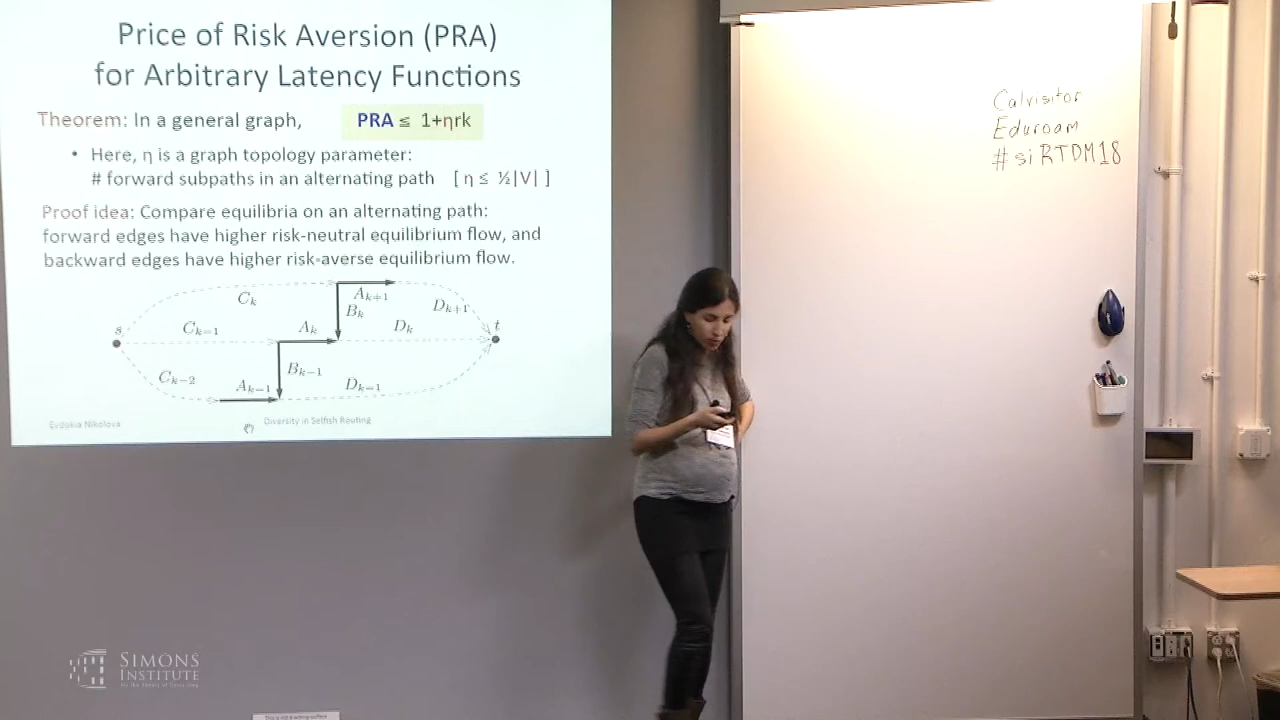 Price of Risk Aversion (PRA)
for Arbitrary Latency Functions
Theorem: In a general graph, PRA ≤ 1+ηrk
• Here, η is a graph topology parameter:
# forward subpaths in an alternating path [ η ≤ ½|V| ]
Proof idea: Compare equilibria on an alternating path:
forward edges have higher risk-neutral equilibrium flow, and
backward edges have higher risk-averse equilibrium flow.
C_k A_{k+1} B_k D_{k+1}
s C_{k-1} A_k D_k t
C_{k-2} A_{k-1} B_{k-1} D_{k-1}
Evdokia Nikolova Diversity in Selfish Routing
Calvisitor
Eduroam
#siRTDM18
SIMONS
INSTITUTE